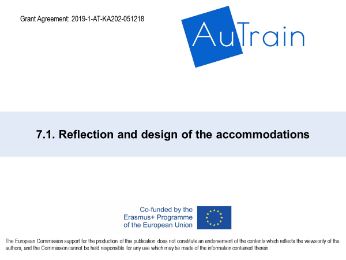 Grant Agreement: 2019-1-AT-KA202-051218
AuTrain
7.1. Reflection and design of the accommodations
Co-funded by the
Erasmus+ Programme
of the European Union
The European Commission support for the production of this publication does not constitute an endorsement of the contents which reflects the views only of the
authors, and the Commission cannot be held responsible for any use which may be made of the information contained therein